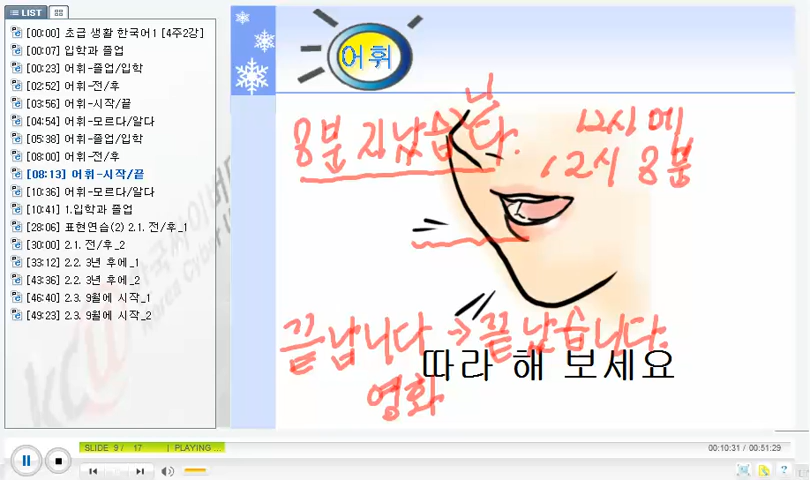 LIST
[00:00] 초급 생활 한국어1 [4주2강]
[00:07] 입학과 졸업
[00:23] 어휘-졸업/입학
[02:52] 어휘-전/후
[03:56] 어휘-시작/끝
[04:54] 어휘-모르다/알다
[05:38] 어휘-졸업/입학
[08:00] 어휘-전/후
[08:13] 어휘-시작/끝
[10:36] 어휘-모르다/알다
[10:41] 1.입학과 졸업
[28:06] 표현연습(2) 2.1. 전/후_1
[30:00] 2.1. 전/후_2
[33:12] 2.2. 3년 후에_1
[43:36] 2.2. 3년 후에_2
[46:40] 2.3. 9월에 시작_1
[49:23] 2.3. 9월에 시작_2
어휘
니
8분 지났습다.
12시에
12시 8분
끝납니다 → 끝났습니다.
따라 해 보세요
영화
SLIDE 9 / 17 | PLAYING ...
00:10:31 / 00:51:29